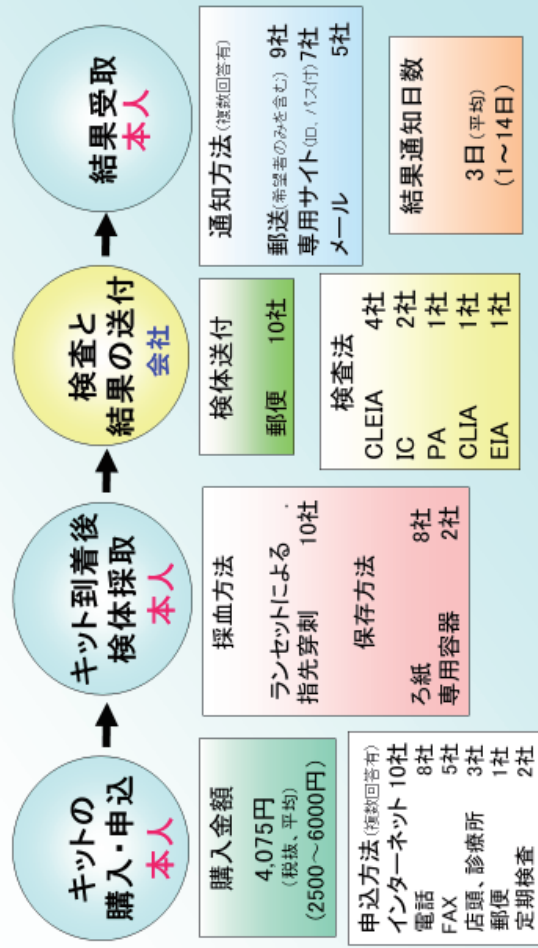 キットの
購入・申込
本人
キット到着後
検体採取
本人
検査と
結果の送付
会社
結果受取
本人
購入金額
4,075円
(税抜、平均)
(2500～6000円)
申込方法(複数回答有)
インターネット 10社
電話 8社
FAX 5社
店頭、診療所 3社
郵便 1社
定期検査 2社
採血方法
ランセットによる
指先穿刺 10社
保存方法
ろ紙 8社
専用容器 2社
検体送付
郵便 10社
検査法
CLEIA 4社
IC 2社
PA 1社
CLIA 1社
EIA 1社
通知方法(複数回答有)
郵送(希望者のみを含む) 9社
専用サイト(ID、パス付) 7社
メール 5社
結果通知日数
3日(平均)
(1～14日)